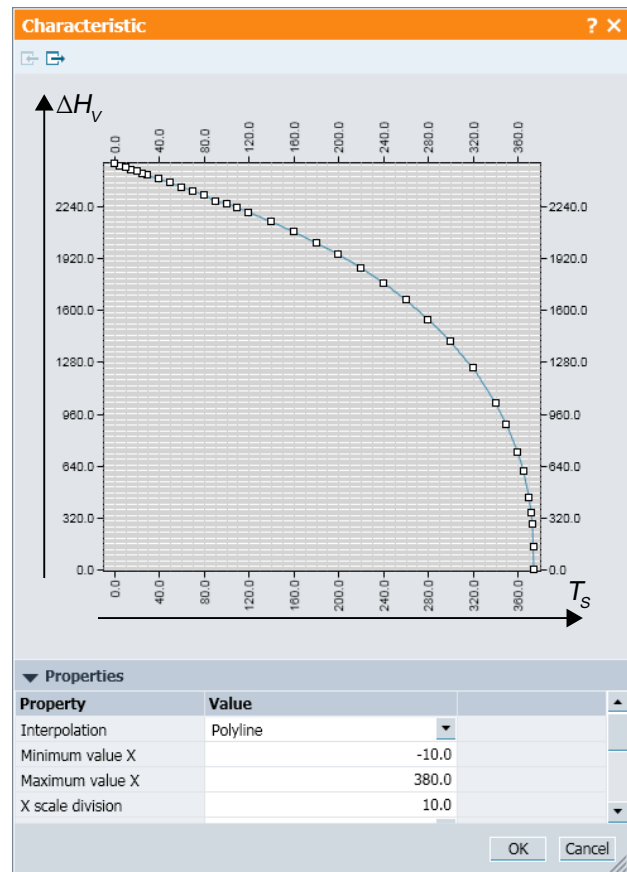 Characteristic ? ×
ΔHV
0.0 40.0 80.0 120.0 160.0 200.0 240.0 280.0 320.0 360.0
2240.0 2240.0
1920.0 1920.0
1600.0 1600.0
1280.0 1280.0
960.0 960.0
640.0 640.0
320.0 320.0
0.0 0.0
0.0 40.0 80.0 120.0 160.0 200.0 240.0 280.0 320.0 360.0
TS
Properties
Property Value
Interpolation Polyline
Minimum value X -10.0
Maximum value X 380.0
X scale division 10.0
OK Cancel